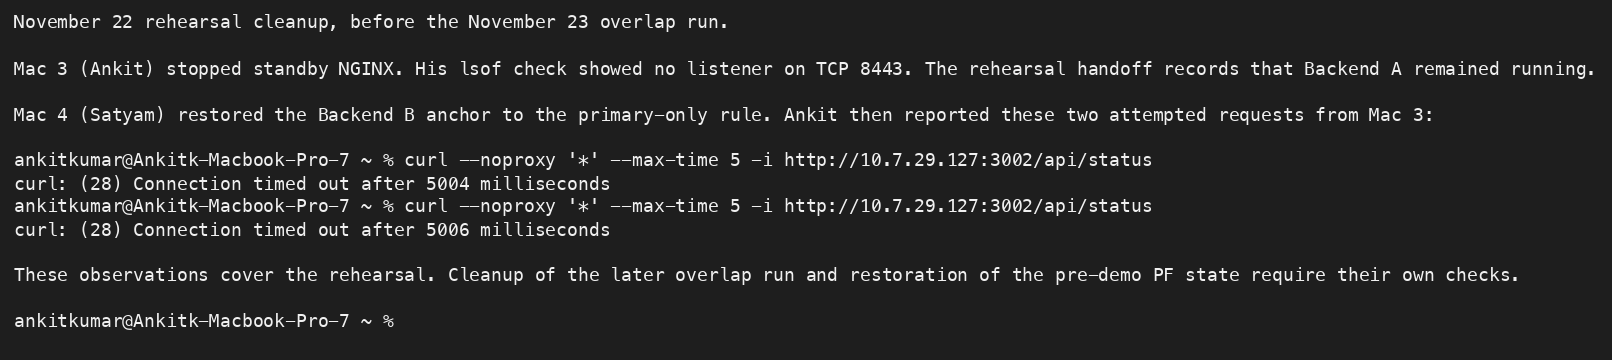 November 22 rehearsal cleanup, before the November 23 overlap run.
Mac 3 (Ankit) stopped standby NGINX. His lsof check showed no listener on TCP 8443. The rehearsal handoff records that Backend A remained running.
Mac 4 (Satyam) restored the Backend B anchor to the primary-only rule. Ankit then reported these two attempted requests from Mac 3:
ankitkumar@Ankitk-Macbook-Pro-7 ~ % curl --noproxy '*' --max-time 5 -i http://10.7.29.127:3002/api/status
curl: (28) Connection timed out after 5004 milliseconds
ankitkumar@Ankitk-Macbook-Pro-7 ~ % curl --noproxy '*' --max-time 5 -i http://10.7.29.127:3002/api/status
curl: (28) Connection timed out after 5006 milliseconds
These observations cover the rehearsal. Cleanup of the later overlap run and restoration of the pre-demo PF state require their own checks.
ankitkumar@Ankitk-Macbook-Pro-7 ~ %